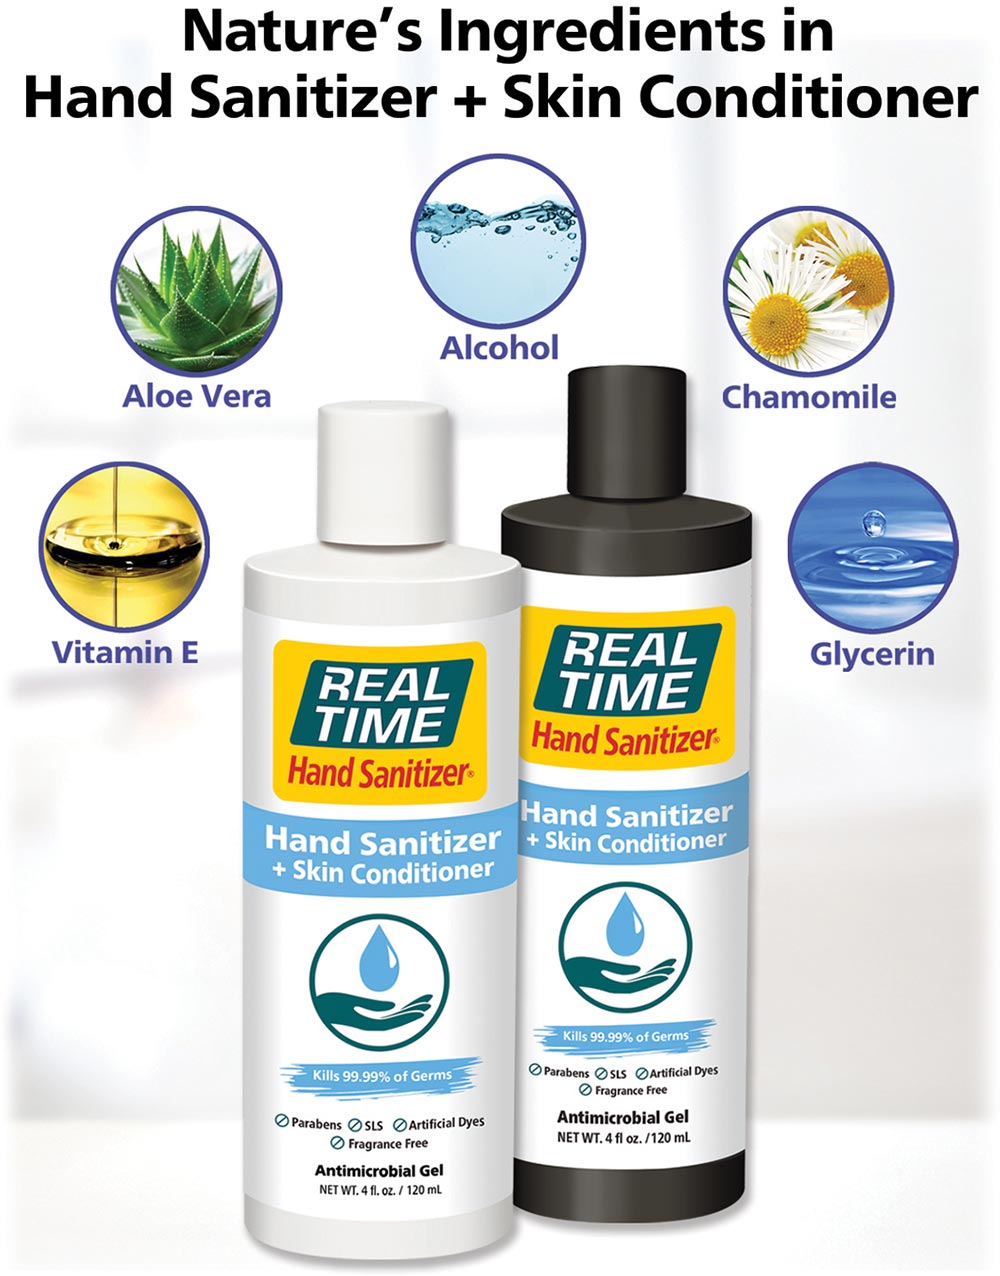 Nature's Ingredients in
Hand Sanitizer + Skin Conditioner
Alcohol
Aloe Vera
Chamomile
Vitamin E
Glycerin
REAL
TIME
Hand Sanitizer®
Hand Sanitizer
+ Skin Conditioner
Kills 99.99% of Germs
Parabens SLS Artificial Dyes
Fragrance Free
Antimicrobial Gel
NET WT. 4 fl. oz. / 120 mL
REAL
TIME
Hand Sanitizer®
Hand Sanitizer
+ Skin Conditioner
Kills 99.99% of Germs
Parabens SLS Artificial Dyes
Fragrance Free
Antimicrobial Gel
NET WT. 4 fl oz. /120 mL